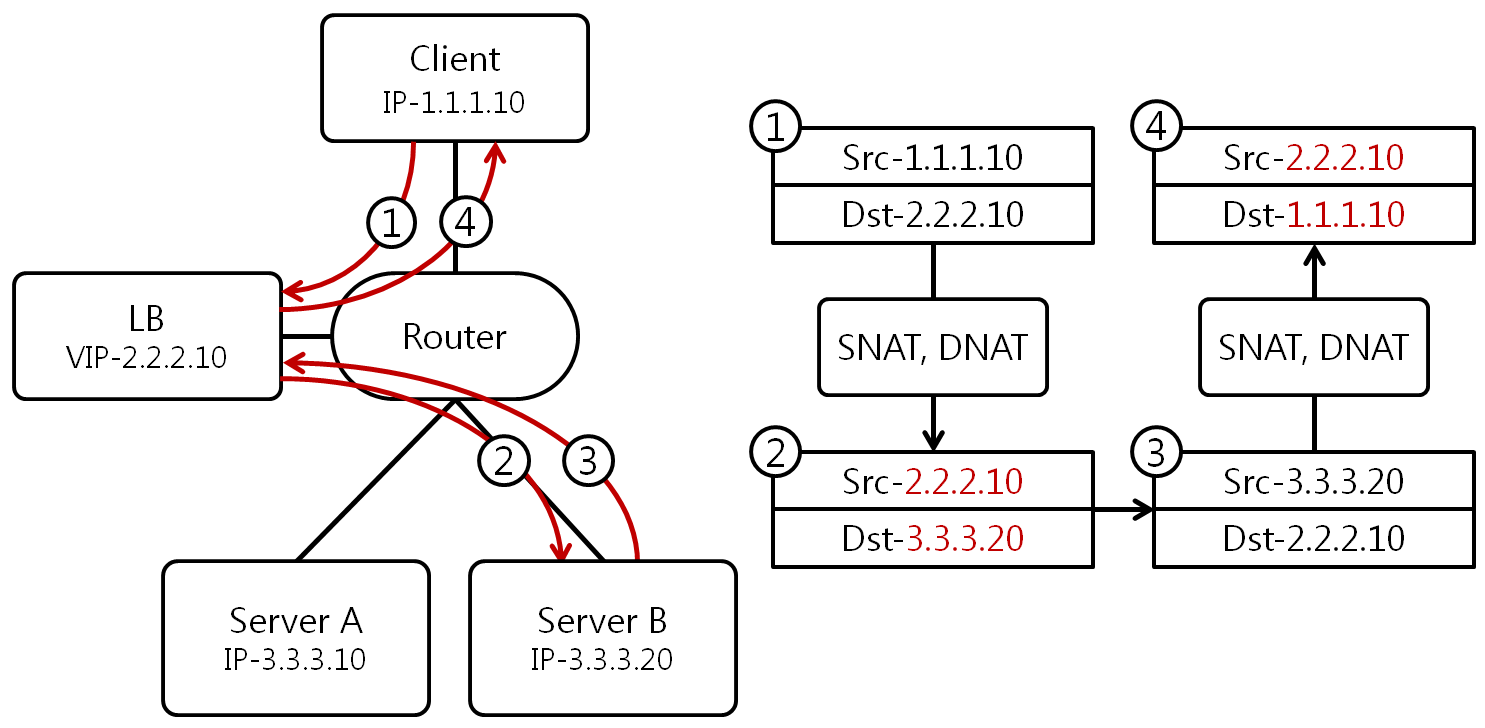 Client
IP-1.1.1.10
1
4
LB
VIP-2.2.2.10
Router
2
3
Server A
IP-3.3.3.10
Server B
IP-3.3.3.20
1
Src-1.1.1.10
Dst-2.2.2.10
SNAT, DNAT
2
Src-2.2.2.10
Dst-3.3.3.20
3
Src-3.3.3.20
Dst-2.2.2.10
SNAT, DNAT
4
Src-2.2.2.10
Dst-1.1.1.10